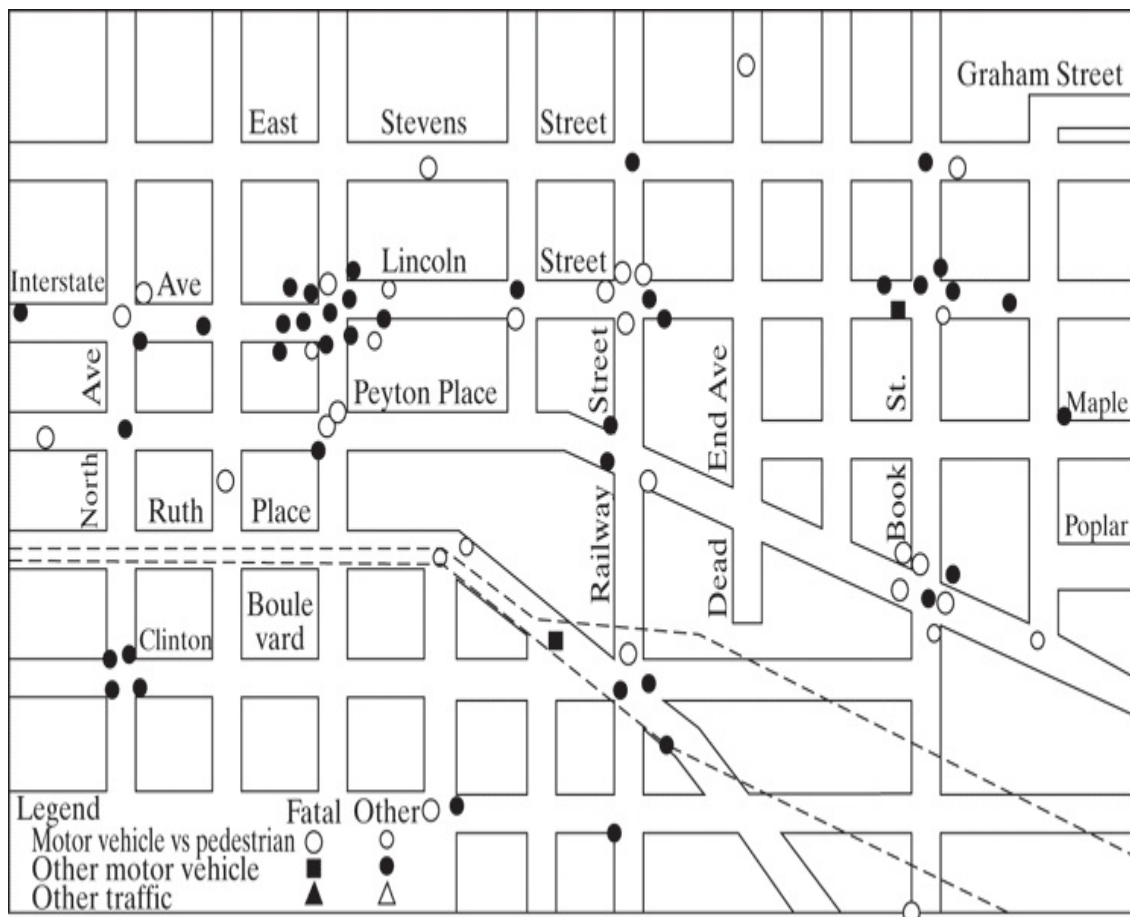 Graham Street
East Stevens Street
Interstate Ave Lincoln Street
Ave
Peyton Place
Street
End Ave
St.
Maple
North
Ruth Place
Railway
Dead
Book
Poplar
Boule
vard
Clinton
Legend Fatal Other
Motor vehicle vs pedestrian
Other motor vehicle
Other traffic